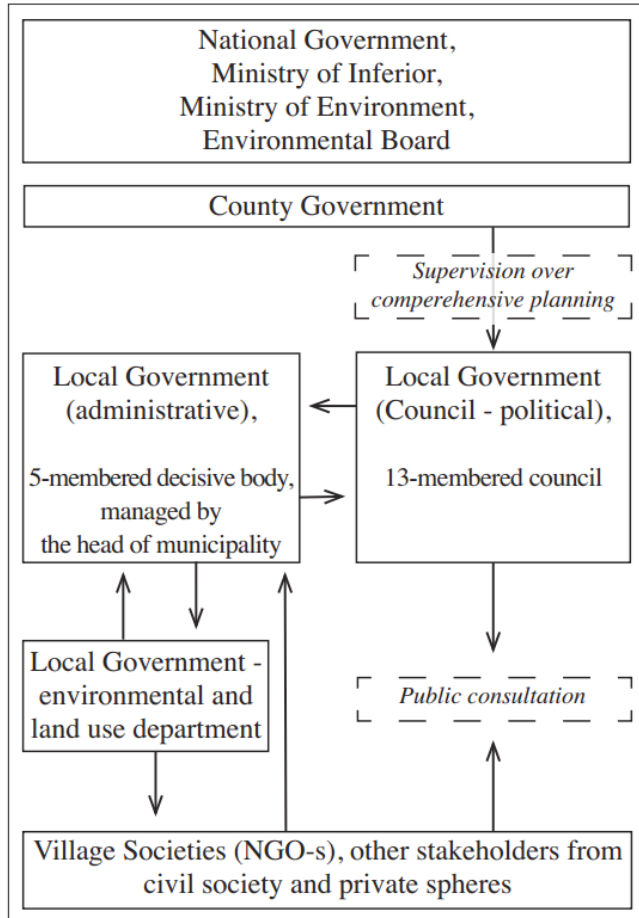 National Government,
Ministry of Inferior,
Ministry of Environment,
Environmental Board
County Government
Supervision over
comperehensive planning
Local Government
(administrative),
5-membered decisive body,
managed by
the head of municipality
Local Government
(Council - political),
13-membered council
Local Government -
environmental and
land use department
Public consultation
Village Societies (NGO-s), other stakeholders from
civil society and private spheres